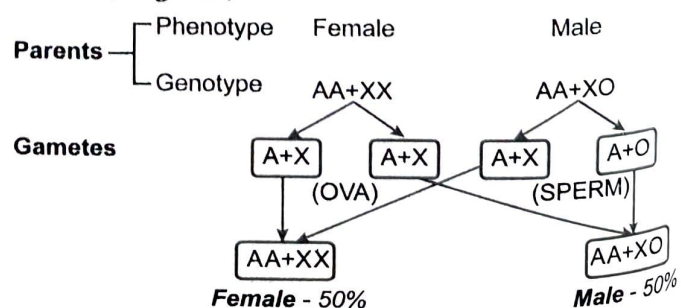 Phenotype Female Male
Parents
Genotype AA+XX AA+XO
Gametes A+X A+X A+X A+O
(OVA) (SPERM)
AA+XX AA+XO
Female - 50% Male - 50%